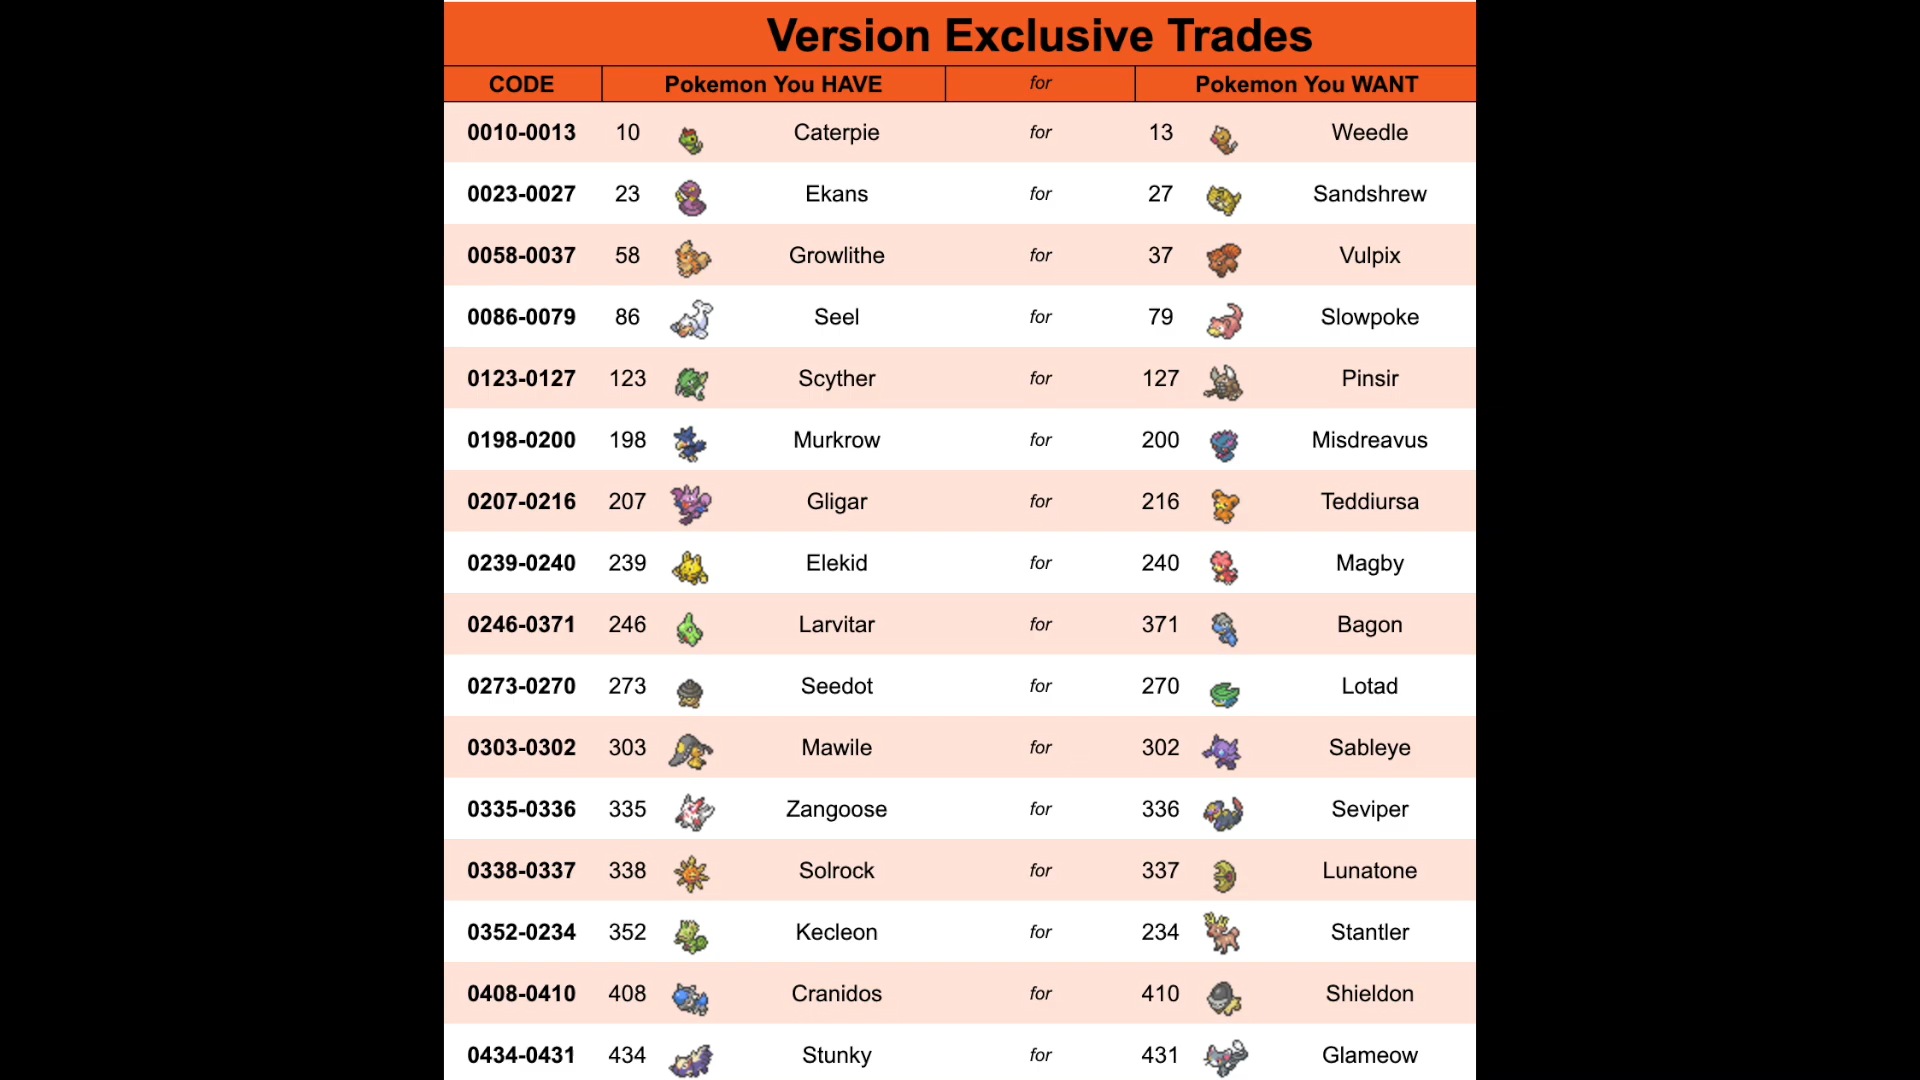 Version Exclusive Trades
CODE Pokemon You HAVE for Pokemon You WANT
0010-0013 10 Caterpie for 13 Weedle
0023-0027 23 Ekans for 27 Sandshrew
0058-0037 58 Growlithe for 37 Vulpix
0086-0079 86 Seel for 79 Slowpoke
0123-0127 123 Scyther for 127 Pinsir
0198-0200 198 Murkrow for 200 Misdreavus
0207-0216 207 Gligar for 216 Teddiursa
0239-0240 239 Elekid for 240 Magby
0246-0371 246 Larvitar for 371 Bagon
0273-0270 273 Seedot for 270 Lotad
0303-0302 303 Mawile for 302 Sableye
0335-0336 335 Zangoose for 336 Seviper
0338-0337 338 Solrock for 337 Lunatone
0352-0234 352 Kecleon for 234 Stantler
0408-0410 408 Cranidos for 410 Shieldon
0434-0431 434 Stunky for 431 Glameow